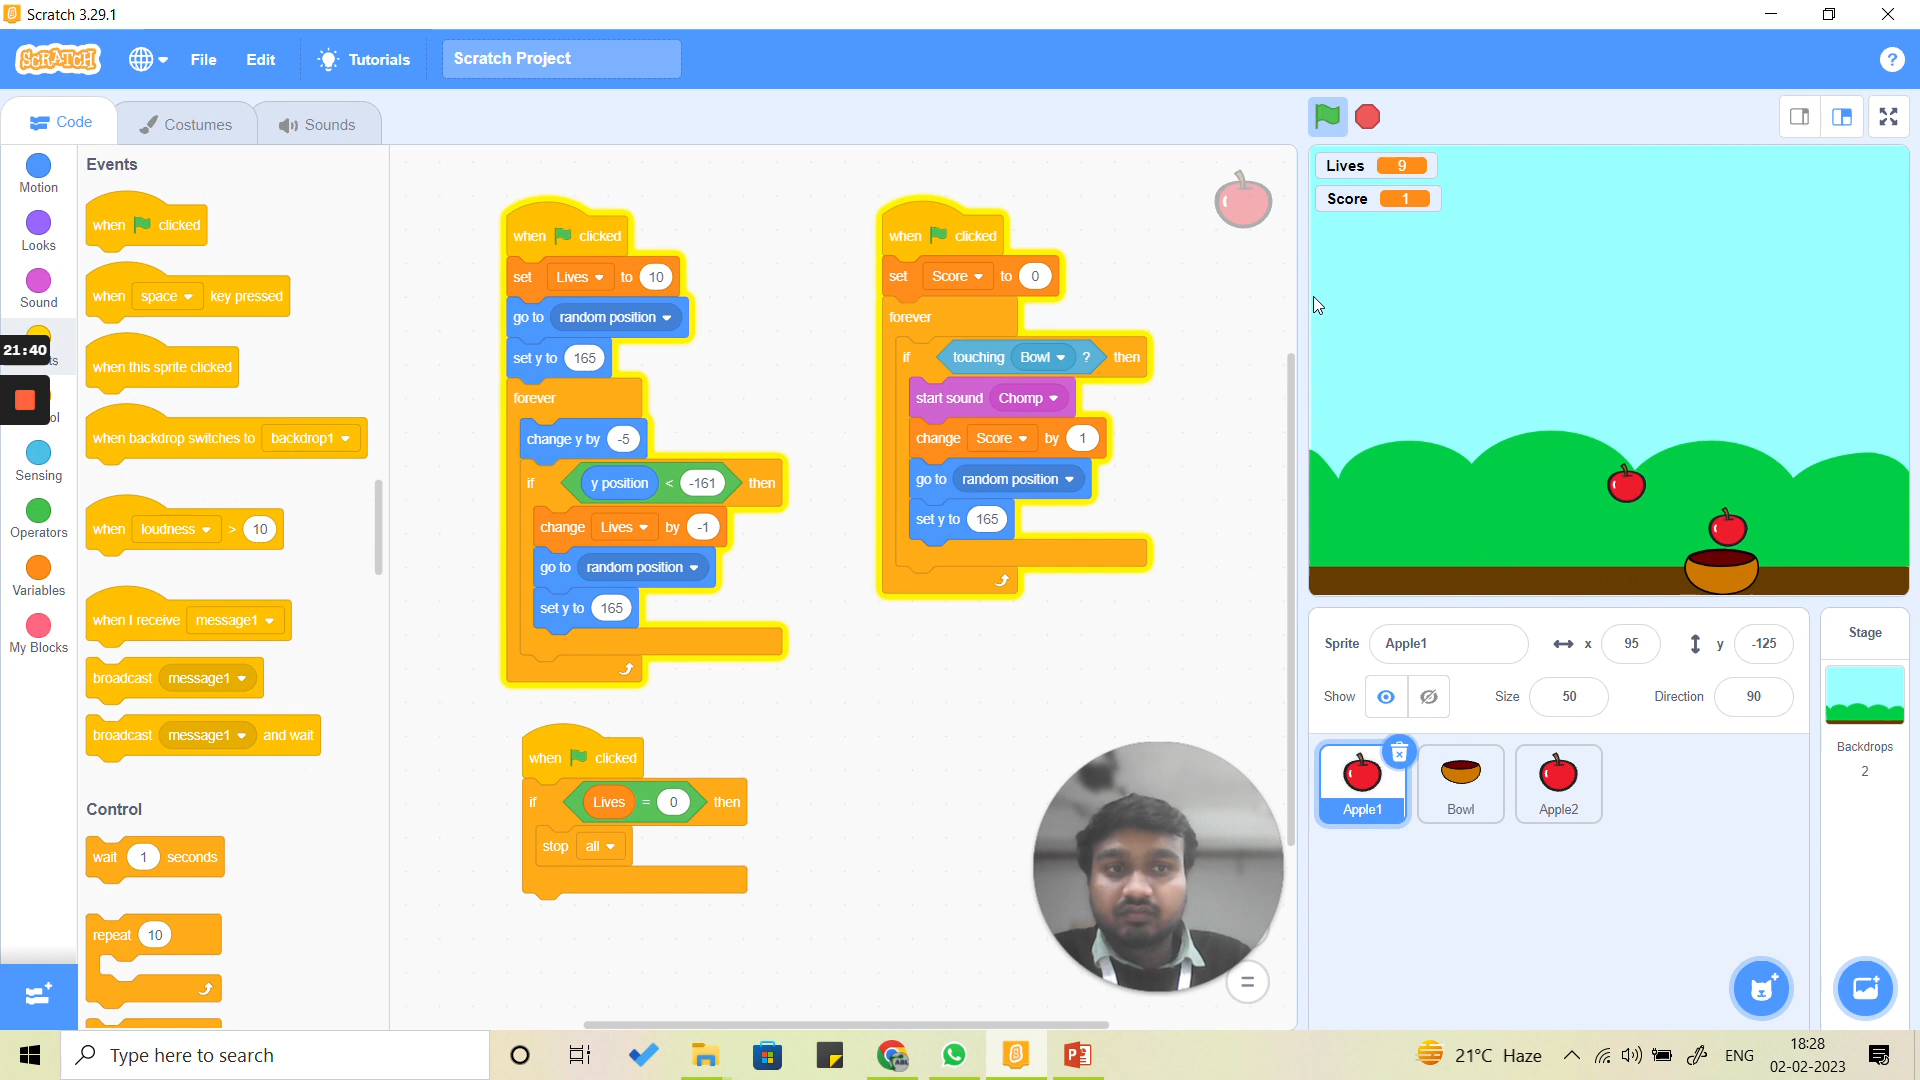 Scratch 3.29.1
SCRATCH
File
Edit
Tutorials
Scratch Project
?
Code
Costumes
Sounds
Motion
Looks
Sound
Sensing
Operators
Variables
My Blocks
21:40
Events
when clicked
when space key pressed
when this sprite clicked
when backdrop switches to backdrop1
when loudness > 10
when I receive message1
broadcast message1
broadcast message1 and wait
Control
wait 1 seconds
repeat 10
when clicked
set Lives to 10
go to random position
set y to 165
forever
change y by -5
if y position < -161 then
change Lives by -1
go to random position
set y to 165
when clicked
if Lives = 0 then
stop all
when clicked
set Score to 0
forever
if touching Bowl ? then
start sound Chomp
change Score by 1
go to random position
set y to 165
=
Lives 9
Score 1
Sprite Apple1 x 95 y -125
Show Size 50 Direction 90
Apple1
Bowl
Apple2
Stage
Backdrops
2
Type here to search
21°C Haze
ENG
18:28
02-02-2023